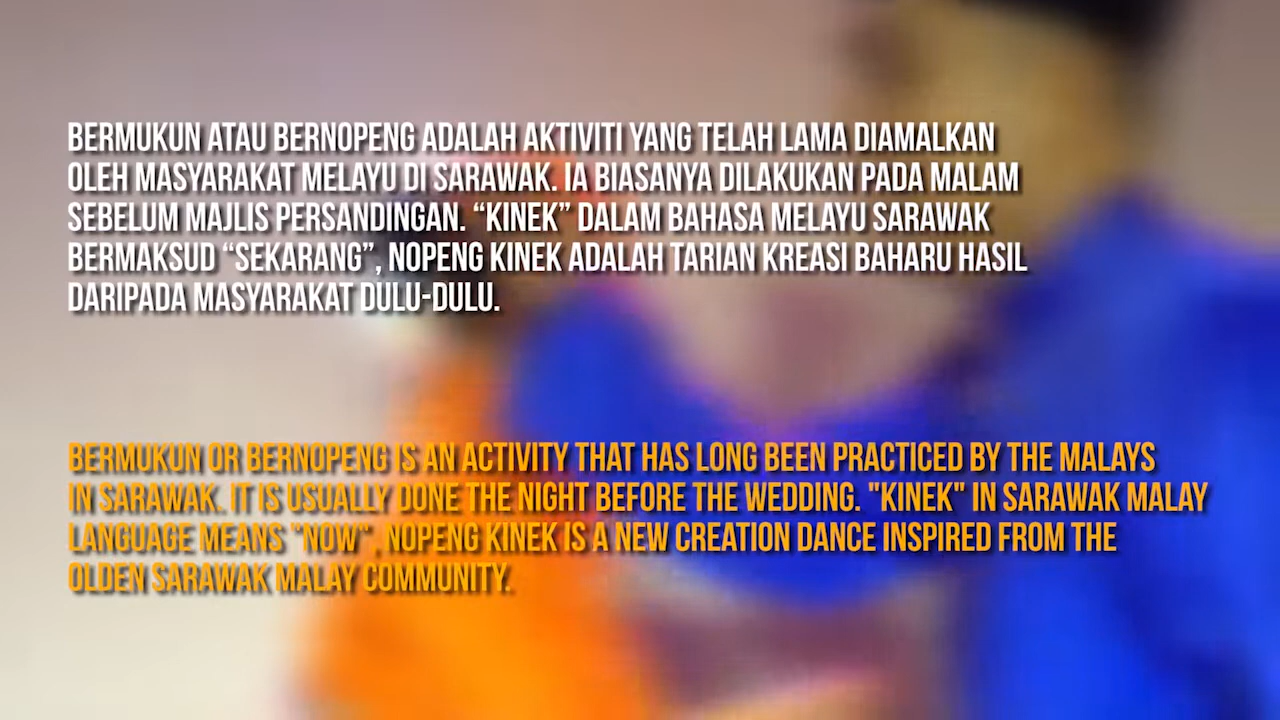 BERMUKUN ATAU BERNOPENG ADALAH AKTIVITI YANG TELAH LAMA DIAMALKAN
OLEH MASYARAKAT MELAYU DI SARAWAK. IA BIASANYA DILAKUKAN PADA MALAM
SEBELUM MAJLIS PERSANDINGAN. “KINEK” DALAM BAHASA MELAYU SARAWAK
BERMAKSUD “SEKARANG”, NOPENG KINEK ADALAH TARIAN KREASI BAHARU HASIL
DARIPADA MASYARAKAT DULU-DULU.
BERMUKUN OR BERNOPENG IS AN ACTIVITY THAT HAS LONG BEEN PRACTICED BY THE MALAYS
IN SARAWAK. IT IS USUALLY DONE THE NIGHT BEFORE THE WEDDING. "KINEK" IN SARAWAK MALAY
LANGUAGE MEANS "NOW", NOPENG KINEK IS A NEW CREATION DANCE INSPIRED FROM THE
OLDEN SARAWAK MALAY COMMUNITY.